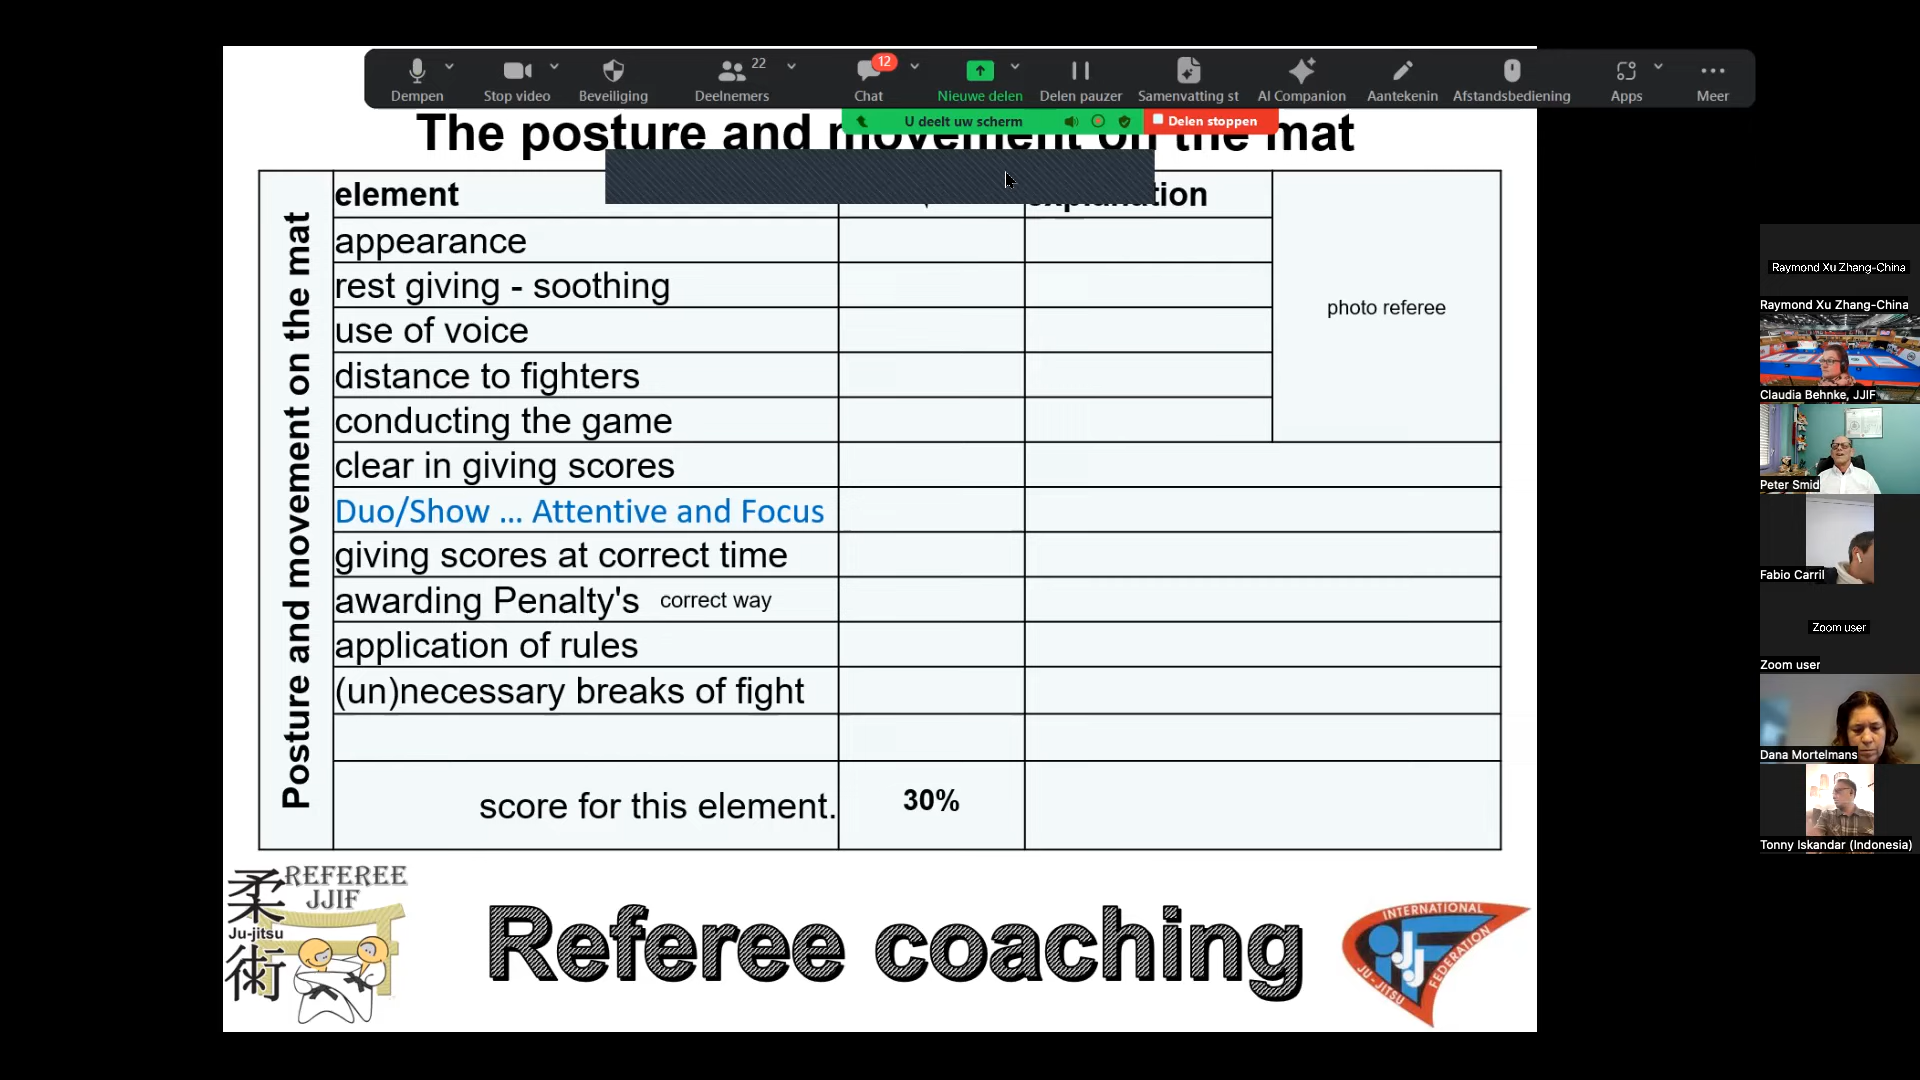 22
12
Dempen
Stop video
Beveiliging
Deelnemers
Chat
Nieuwe delen
Delen pauzer
Samenvatting st
AI Companion
Aantekenin
Afstandsbediening
Apps
Meer
U deelt uw scherm
Delen stoppen
The posture and movement on the mat
Posture and movement on the mat
element
appearance
rest giving - soothing
use of voice
distance to fighters
conducting the game
clear in giving scores
Duo/Show ... Attentive and Focus
giving scores at correct time
awarding Penalty's correct way
application of rules
(un)necessary breaks of fight
score for this element.
30%
photo referee
REFEREE
JJIF
柔
Ju-jitsu
術
Referee coaching
INTERNATIONAL
JJIF
JU-JITSU
FEDERATION
Raymond Xu Zhang-China
Raymond Xu Zhang-China
Claudia Behnke, JJIF
Peter Smid
Fabio Carril
Zoom user
Zoom user
Dana Mortelmans
Tonny Iskandar (Indonesia)